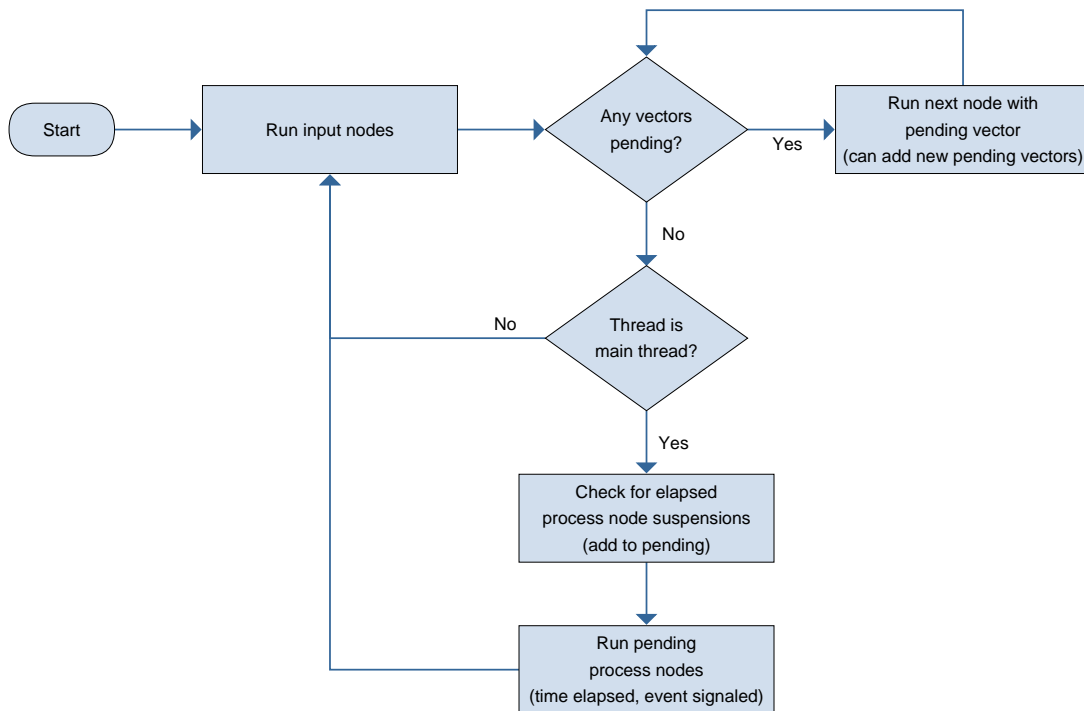 Start
Run input nodes
Any vectors
pending?
Yes
Run next node with
pending vector
(can add new pending vectors)
No
No
Thread is
main thread?
Yes
Check for elapsed
process node suspensions
(add to pending)
Run pending
process nodes
(time elapsed, event signaled)